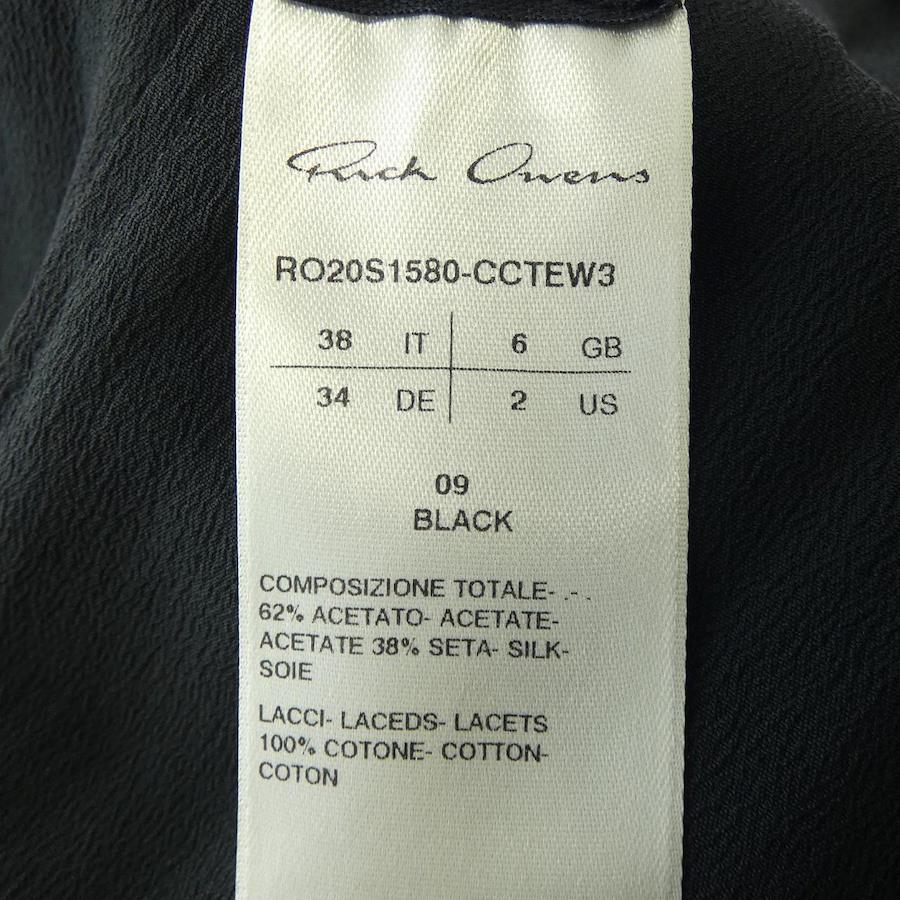 Rick Owens
RO20S1580-CCTEW3
38 IT 6 GB
34 DE 2 US
09
BLACK
COMPOSIZIONE TOTALE- .- .
62% ACETATO- ACETATE-
ACETATE 38% SETA- SILK-
SOIE
LACCI- LACEDS- LACETS
100% COTONE- COTTON-
COTON